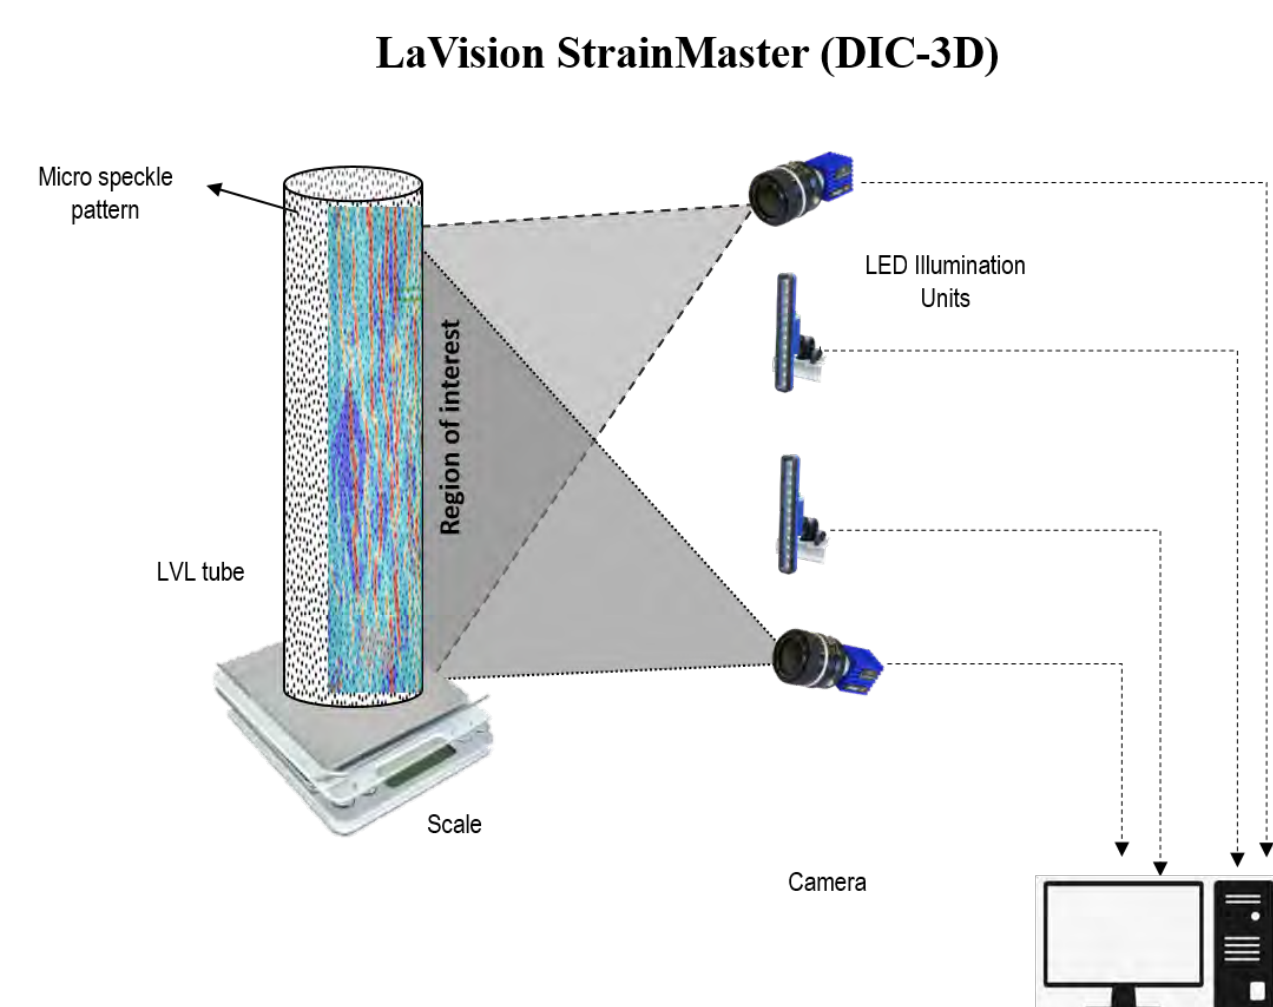 LaVision StrainMaster (DIC-3D)
Micro speckle
pattern
LED Illumination
Units
Region of interest
LVL tube
Scale
Camera